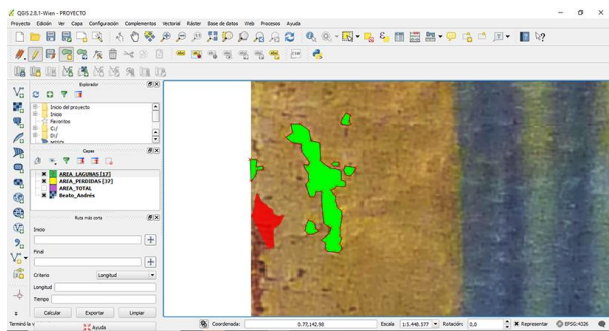 QGIS 2.8.1-Wien - PROYECTO
Proyecto Edición Ver Capa Configuración Complementos Vectorial Ráster Base de datos Web Procesos Ayuda
Explorador
Inicio del proyecto
Inicio
Favoritos
C:/
D:/
Capas
AREA_LAGUNAS [17]
AREA_PERDIDAS [37]
AREA_TOTAL
Beato_Andrés
Ruta más corta
Inicio
Final
Criterio Longitud
Longitud
Tiempo
Calcular Exportar Limpiar
Ayuda
Terminó la v Coordenada: 0.77,142.98 Escala 1:5.448.577 Rotación: 0,0 Representar EPSG:4326